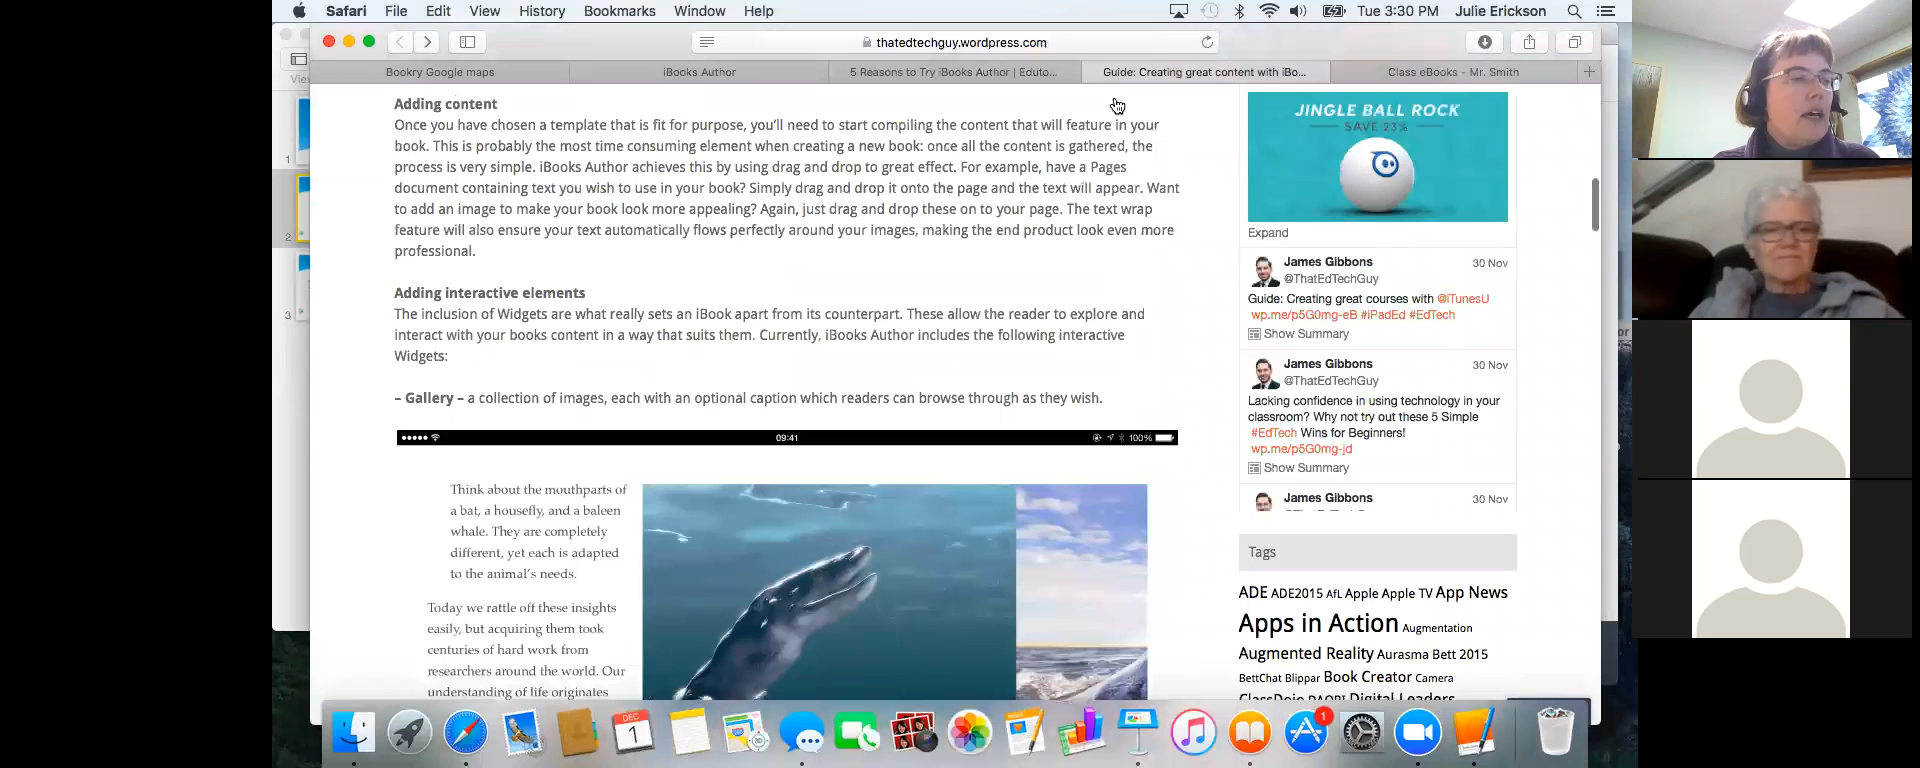 Safari File Edit View History Bookmarks Window Help
Tue 3:30 PM Julie Erickson
thatedtechguy.wordpress.com
Bookry Google maps
iBooks Author
5 Reasons to Try iBooks Author | Eduto...
Guide: Creating great content with iBo...
Class eBooks – Mr. Smith
Adding content
Once you have chosen a template that is fit for purpose, you'll need to start compiling the content that will feature in your
book. This is probably the most time consuming element when creating a new book: once all the content is gathered, the
process is very simple. iBooks Author achieves this by using drag and drop to great effect. For example, have a Pages
document containing text you wish to use in your book? Simply drag and drop it onto the page and the text will appear. Want
to add an image to make your book look more appealing? Again, just drag and drop these on to your page. The text wrap
feature will also ensure your text automatically flows perfectly around your images, making the end product look even more
professional.
Adding interactive elements
The inclusion of Widgets are what really sets an iBook apart from its counterpart. These allow the reader to explore and
interact with your books content in a way that suits them. Currently, iBooks Author includes the following interactive
Widgets:
– Gallery – a collection of images, each with an optional caption which readers can browse through as they wish.
09:41
100%
Think about the mouthparts of
a bat, a housefly, and a baleen
whale. They are completely
different, yet each is adapted
to the animal's needs.
Today we rattle off these insights
easily, but acquiring them took
centuries of hard work from
researchers around the world. Our
understanding of life originates
JINGLE BALL ROCK
SAVE 23%
Expand
James Gibbons 30 Nov
@ThatEdTechGuy
Guide: Creating great courses with @iTunesU
wp.me/p5G0mg-eB #iPadEd #EdTech
Show Summary
James Gibbons 30 Nov
@ThatEdTechGuy
Lacking confidence in using technology in your
classroom? Why not try out these 5 Simple
#EdTech Wins for Beginners!
wp.me/p5G0mg-jd
Show Summary
James Gibbons 30 Nov
Tags
ADE ADE2015 AfL Apple Apple TV App News
Apps in Action Augmentation
Augmented Reality Aurasma Bett 2015
BettChat Blippar Book Creator Camera
ClassDojo DAQRI Digital Leaders
1
2
3
DEC
1
1